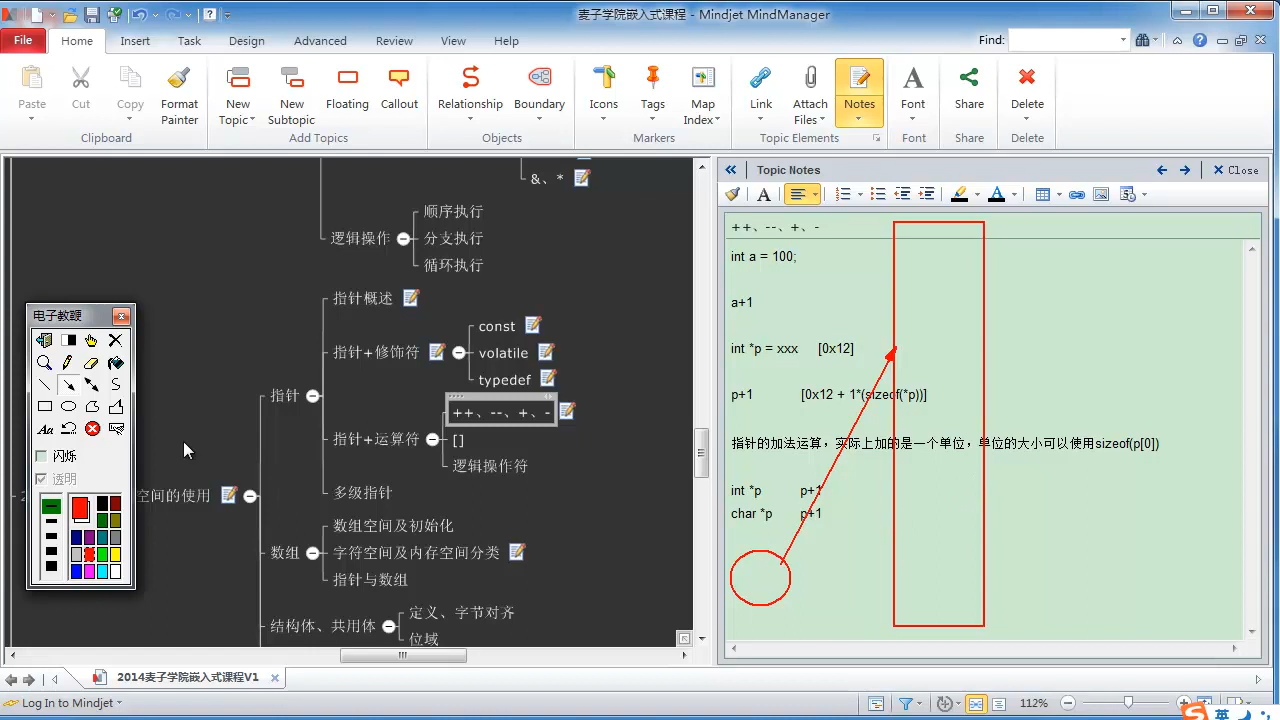 麦子学院嵌入式课程 - Mindjet MindManager
File Home Insert Task Design Advanced Review View Help Find:
Paste Cut Copy Format Painter New Topic New Subtopic Floating Callout Relationship Boundary Icons Tags Map Index Link Attach Files Notes Font Share Delete
Clipboard Add Topics Objects Markers Topic Elements Font Share Delete
&、*
逻辑操作
顺序执行
分支执行
循环执行
指针
指针概述
指针+修饰符
const
volatile
typedef
指针+运算符
++、--、+、-
[]
逻辑操作符
多级指针
空间的使用
数组
数组空间及初始化
字符空间及内存空间分类
指针与数组
结构体、共用体
定义、字节对齐
位域
电子教鞭
Aa
闪烁
透明
Topic Notes Close
++、--、+、-
int a = 100;
a+1
int *p = xxx [0x12]
p+1 [0x12 + 1*(sizeof(*p))]
指针的加法运算，实际上加的是一个单位，单位的大小可以使用sizeof(p[0])
int *p p+1
char *p p+1
2014麦子学院嵌入式课程V1
Log In to Mindjet
112%
英